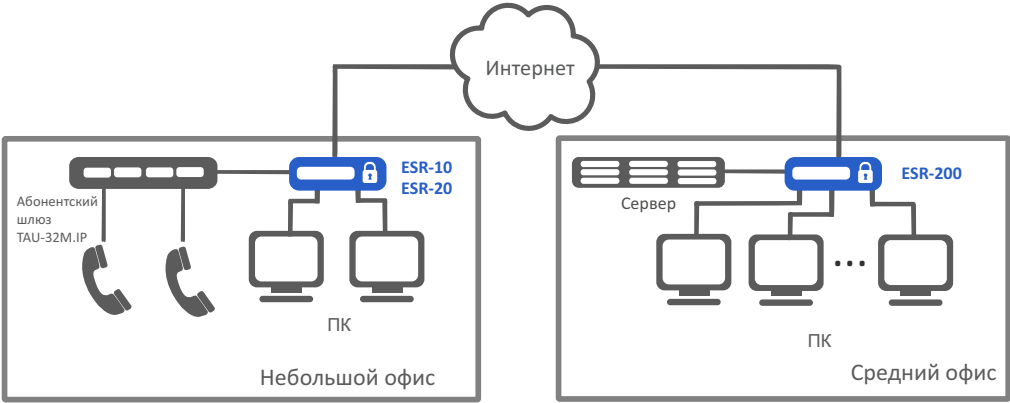 Интернет
ESR-10
ESR-20
Абонентский
шлюз
TAU-32M.IP
ПК
Небольшой офис
ESR-200
Сервер
ПК
Средний офис